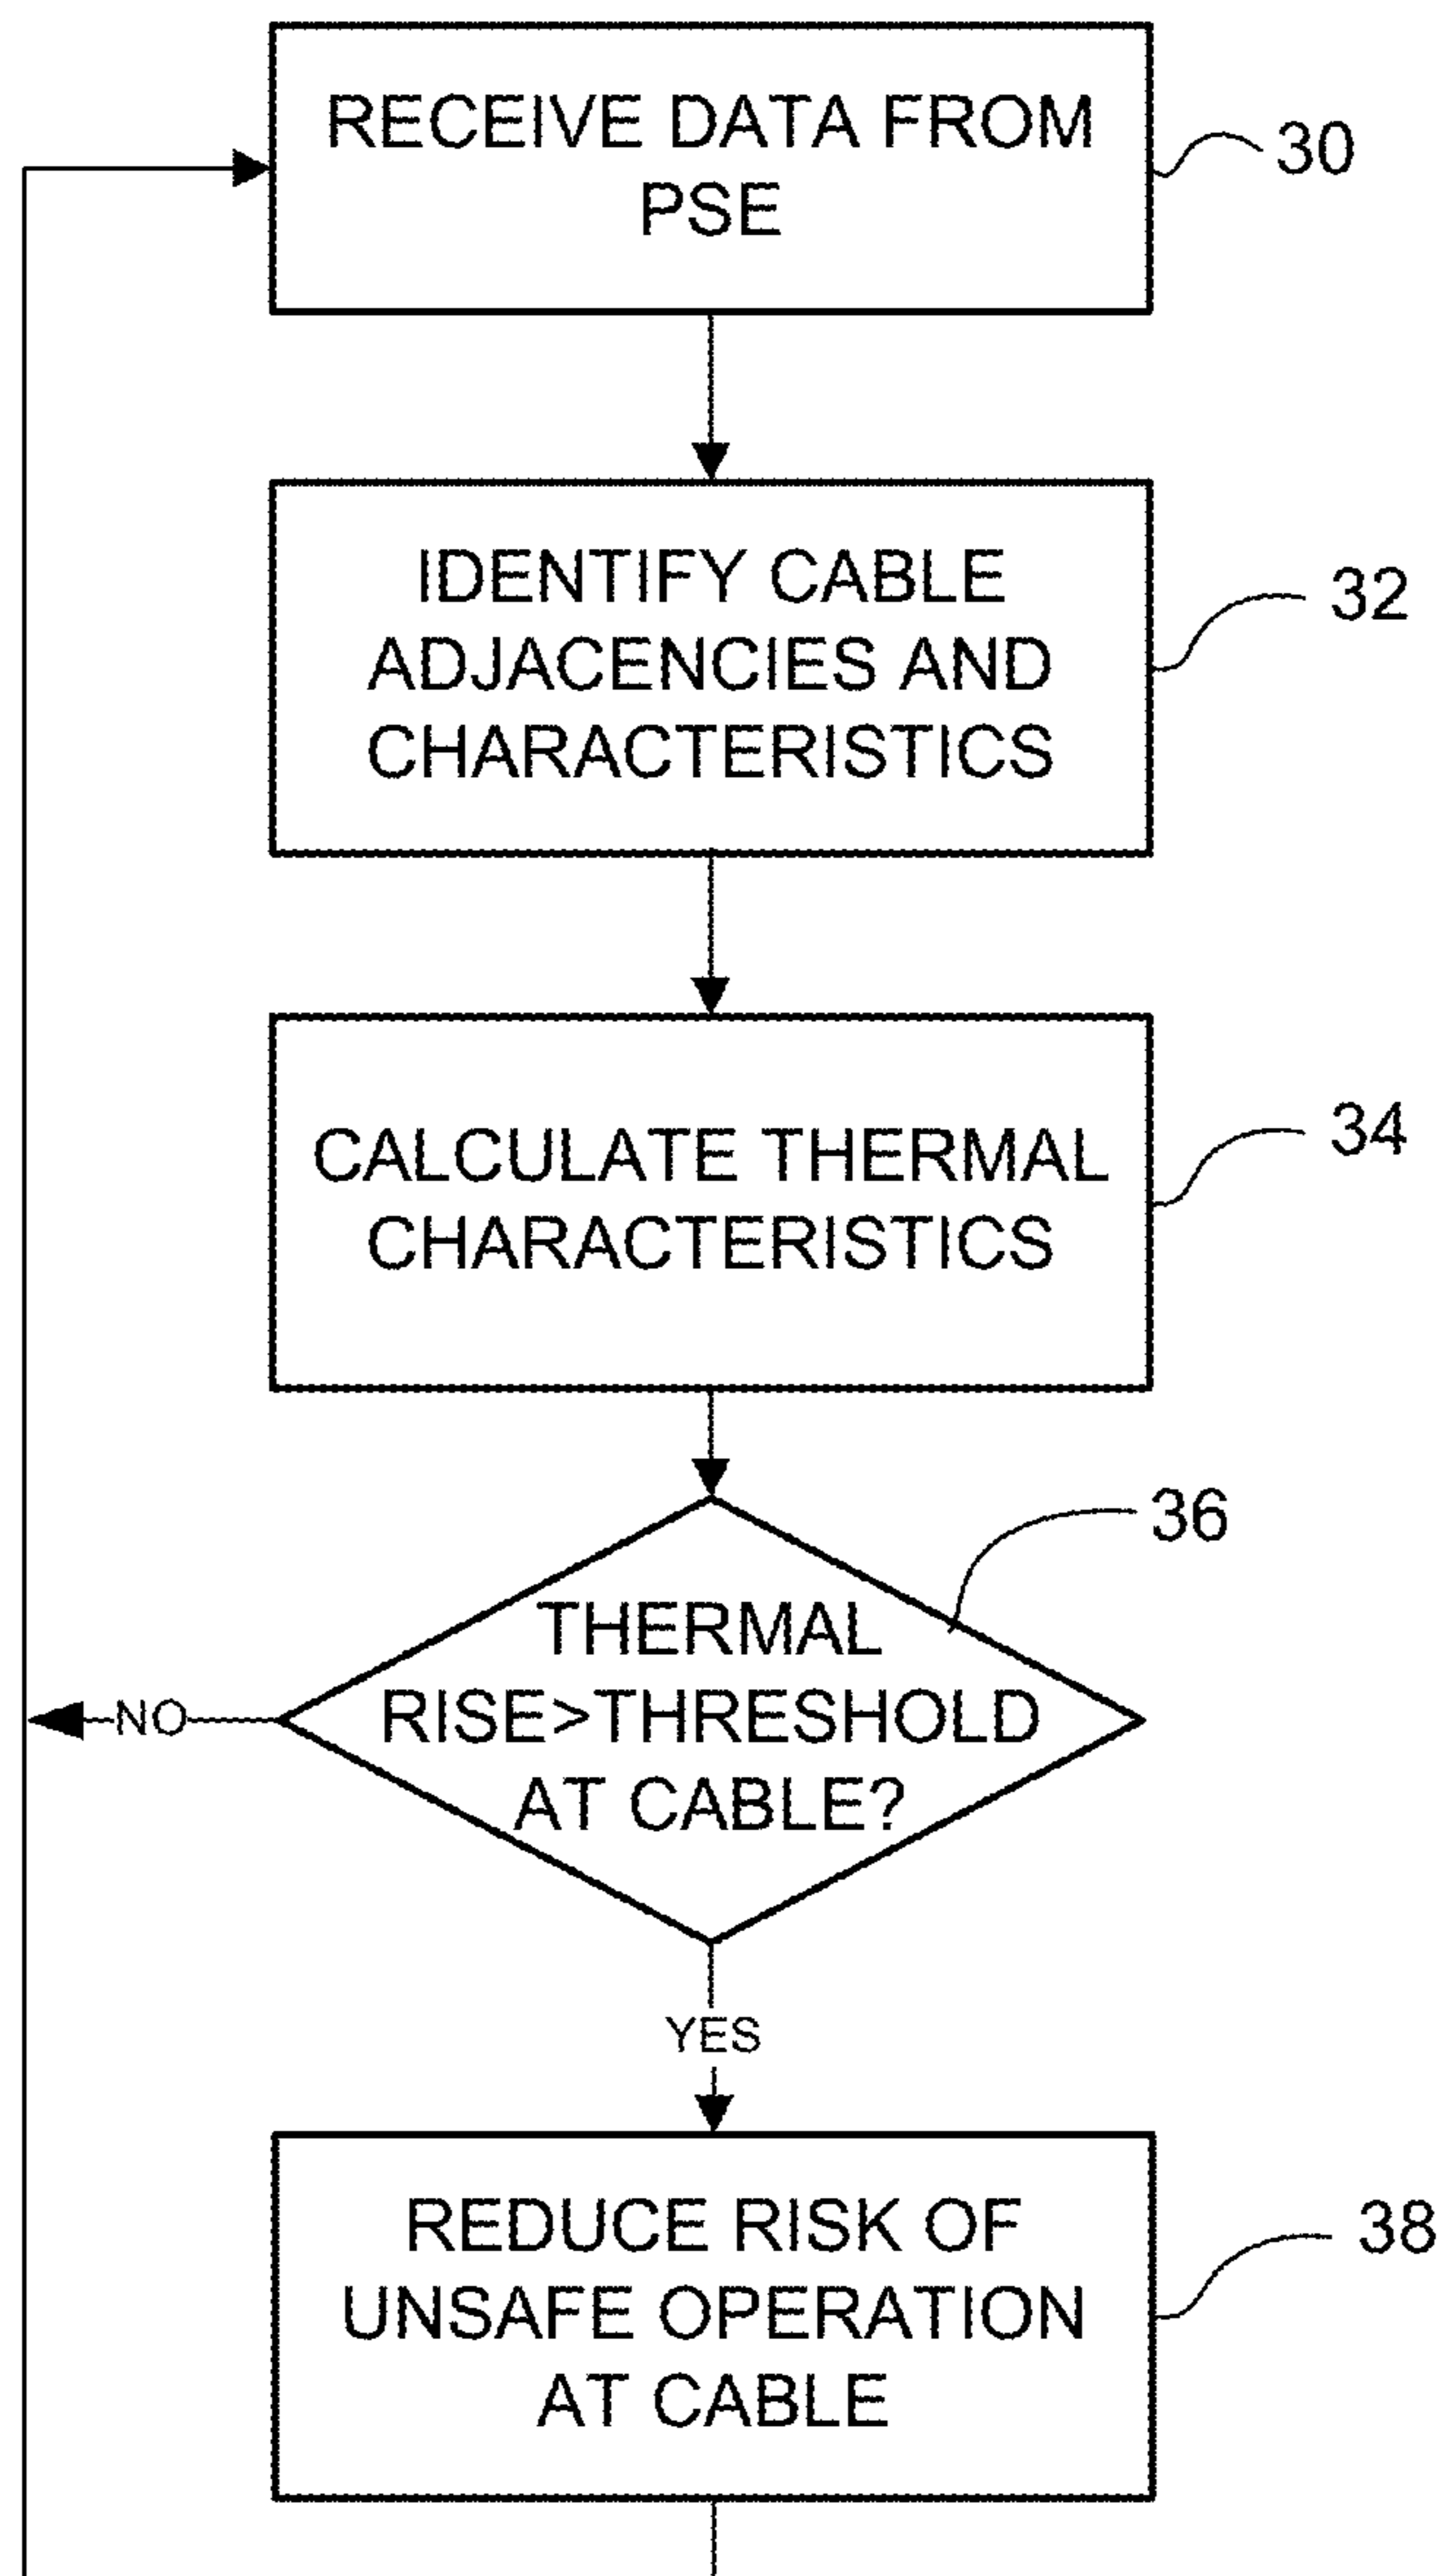 RECEIVE DATA FROM
PSE
30
IDENTIFY CABLE
ADJACENCIES AND
CHARACTERISTICS
32
CALCULATE THERMAL
CHARACTERISTICS
34
36
THERMAL
RISE>THRESHOLD
AT CABLE?
NO
YES
REDUCE RISK OF
UNSAFE OPERATION
AT CABLE
38